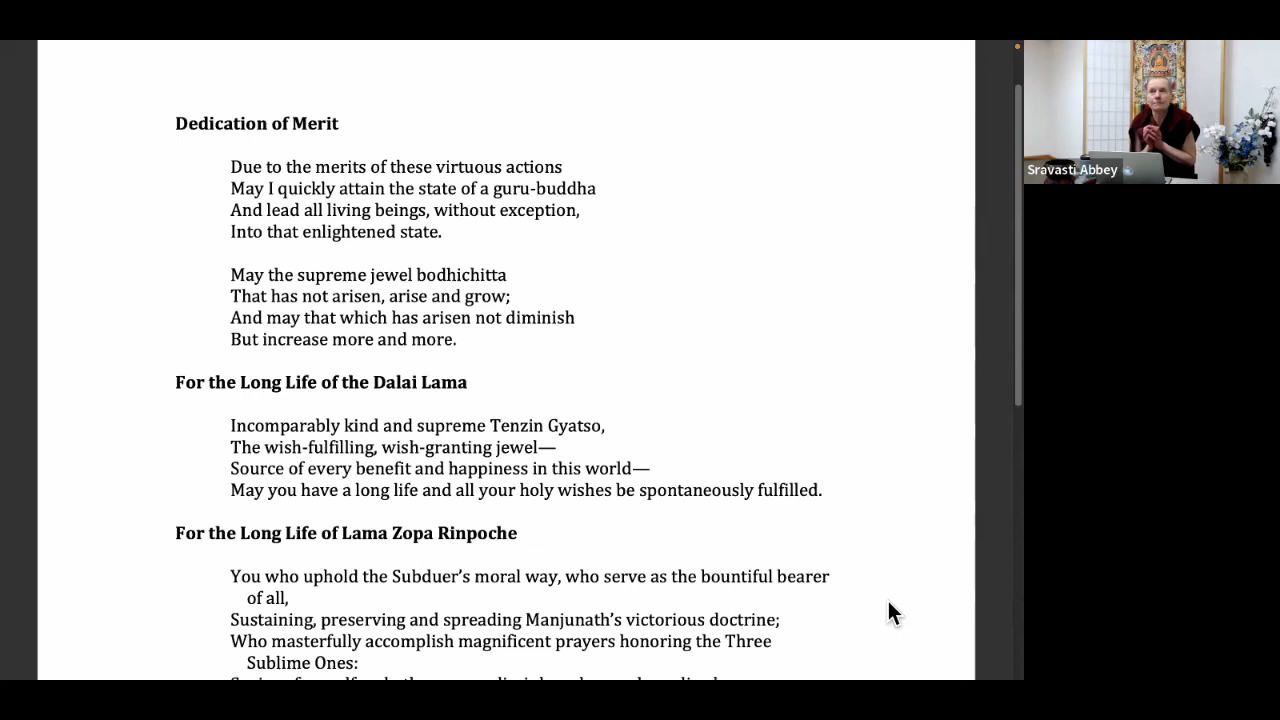 Dedication of Merit
Due to the merits of these virtuous actions
May I quickly attain the state of a guru-buddha
And lead all living beings, without exception,
Into that enlightened state.
May the supreme jewel bodhichitta
That has not arisen, arise and grow;
And may that which has arisen not diminish
But increase more and more.
For the Long Life of the Dalai Lama
Incomparably kind and supreme Tenzin Gyatso,
The wish-fulfilling, wish-granting jewel—
Source of every benefit and happiness in this world—
May you have a long life and all your holy wishes be spontaneously fulfilled.
For the Long Life of Lama Zopa Rinpoche
You who uphold the Subduer’s moral way, who serve as the bountiful bearer
of all,
Sustaining, preserving and spreading Manjunath’s victorious doctrine;
Who masterfully accomplish magnificent prayers honoring the Three
Sublime Ones:
Sravasti Abbey